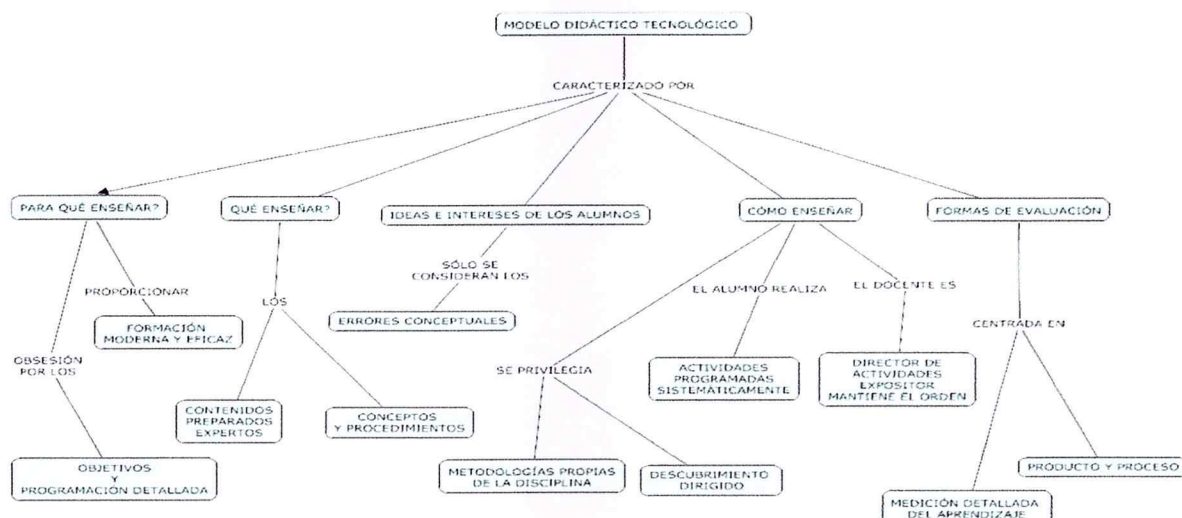 MODELO DIDÁCTICO TECNOLÓGICO
CARACTERIZADO POR
PARA QUÉ ENSEÑAR?
QUÉ ENSEÑAR?
IDEAS E INTERESES DE LOS ALUMNOS
CÓMO ENSEÑAR
FORMAS DE EVALUACIÓN
PROPORCIONAR
FORMACIÓN
MODERNA Y EFICAZ
OBSESIÓN
POR LOS
OBJETIVOS
Y
PROGRAMACIÓN DETALLADA
LOS
CONTENIDOS
PREPARADOS
EXPERTOS
CONCEPTOS
Y PROCEDIMIENTOS
SÓLO SE
CONSIDERAN LOS
ERRORES CONCEPTUALES
SE PRIVILEGIA
METODOLOGÍAS PROPIAS
DE LA DISCIPLINA
DESCUBRIMIENTO
DIRIGIDO
EL ALUMNO REALIZA
ACTIVIDADES
PROGRAMADAS
SISTEMÁTICAMENTE
EL DOCENTE ES
DIRECTOR DE
ACTIVIDADES
EXPOSITOR
MANTIENE EL ORDEN
CENTRADA EN
MEDICIÓN DETALLADA
DEL APRENDIZAJE
PRODUCTO Y PROCESO